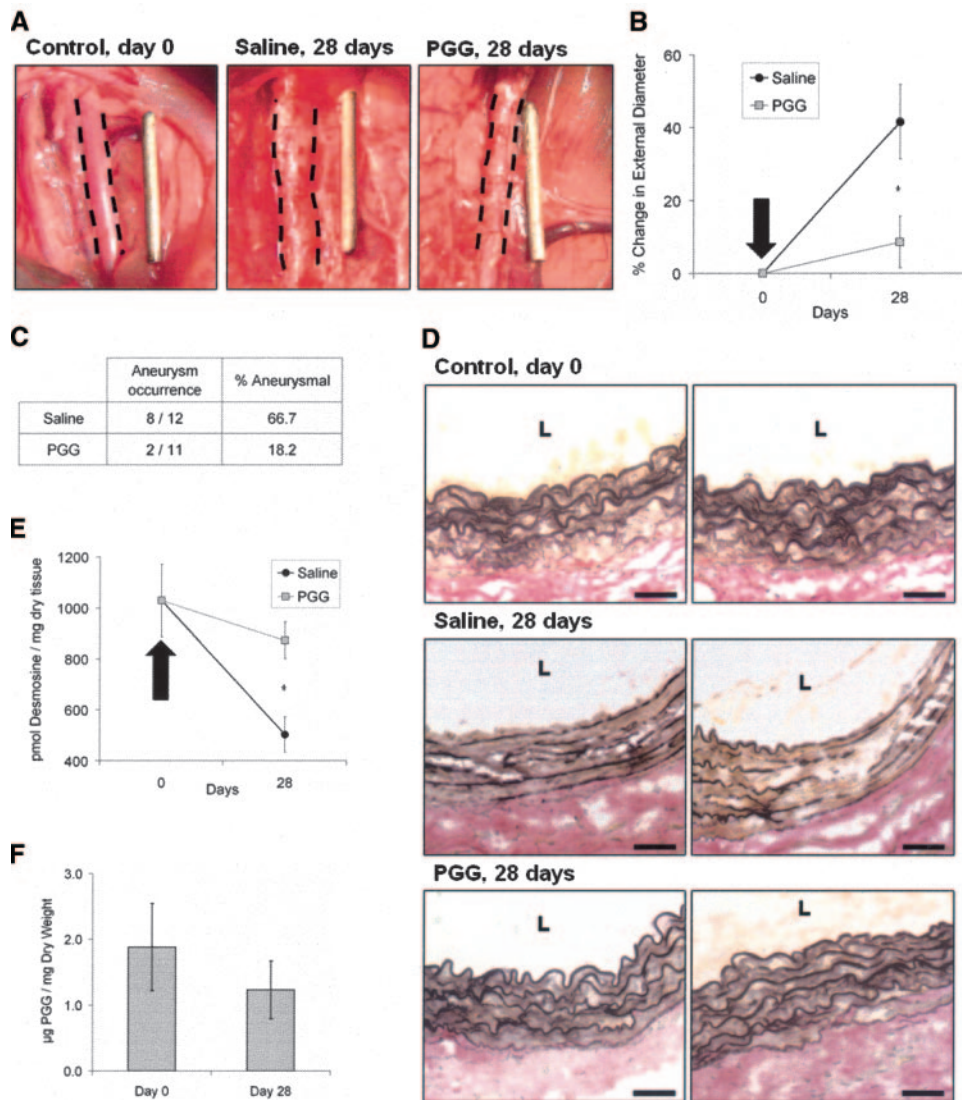 A
Control, day 0
Saline, 28 days
PGG, 28 days
B
% Change in External Diameter
60
40
20
0
Saline
PGG
*
0
28
Days
C
Aneurysm occurrence
% Aneurysmal
Saline
8 / 12
66.7
PGG
2 / 11
18.2
D
Control, day 0
L
L
Saline, 28 days
L
L
PGG, 28 days
L
L
E
pmol Desmosine / mg dry tissue
1200
1000
800
600
400
Saline
PGG
*
0
28
Days
F
µg PGG / mg Dry Weight
3.0
2.0
1.0
0.0
Day 0
Day 28